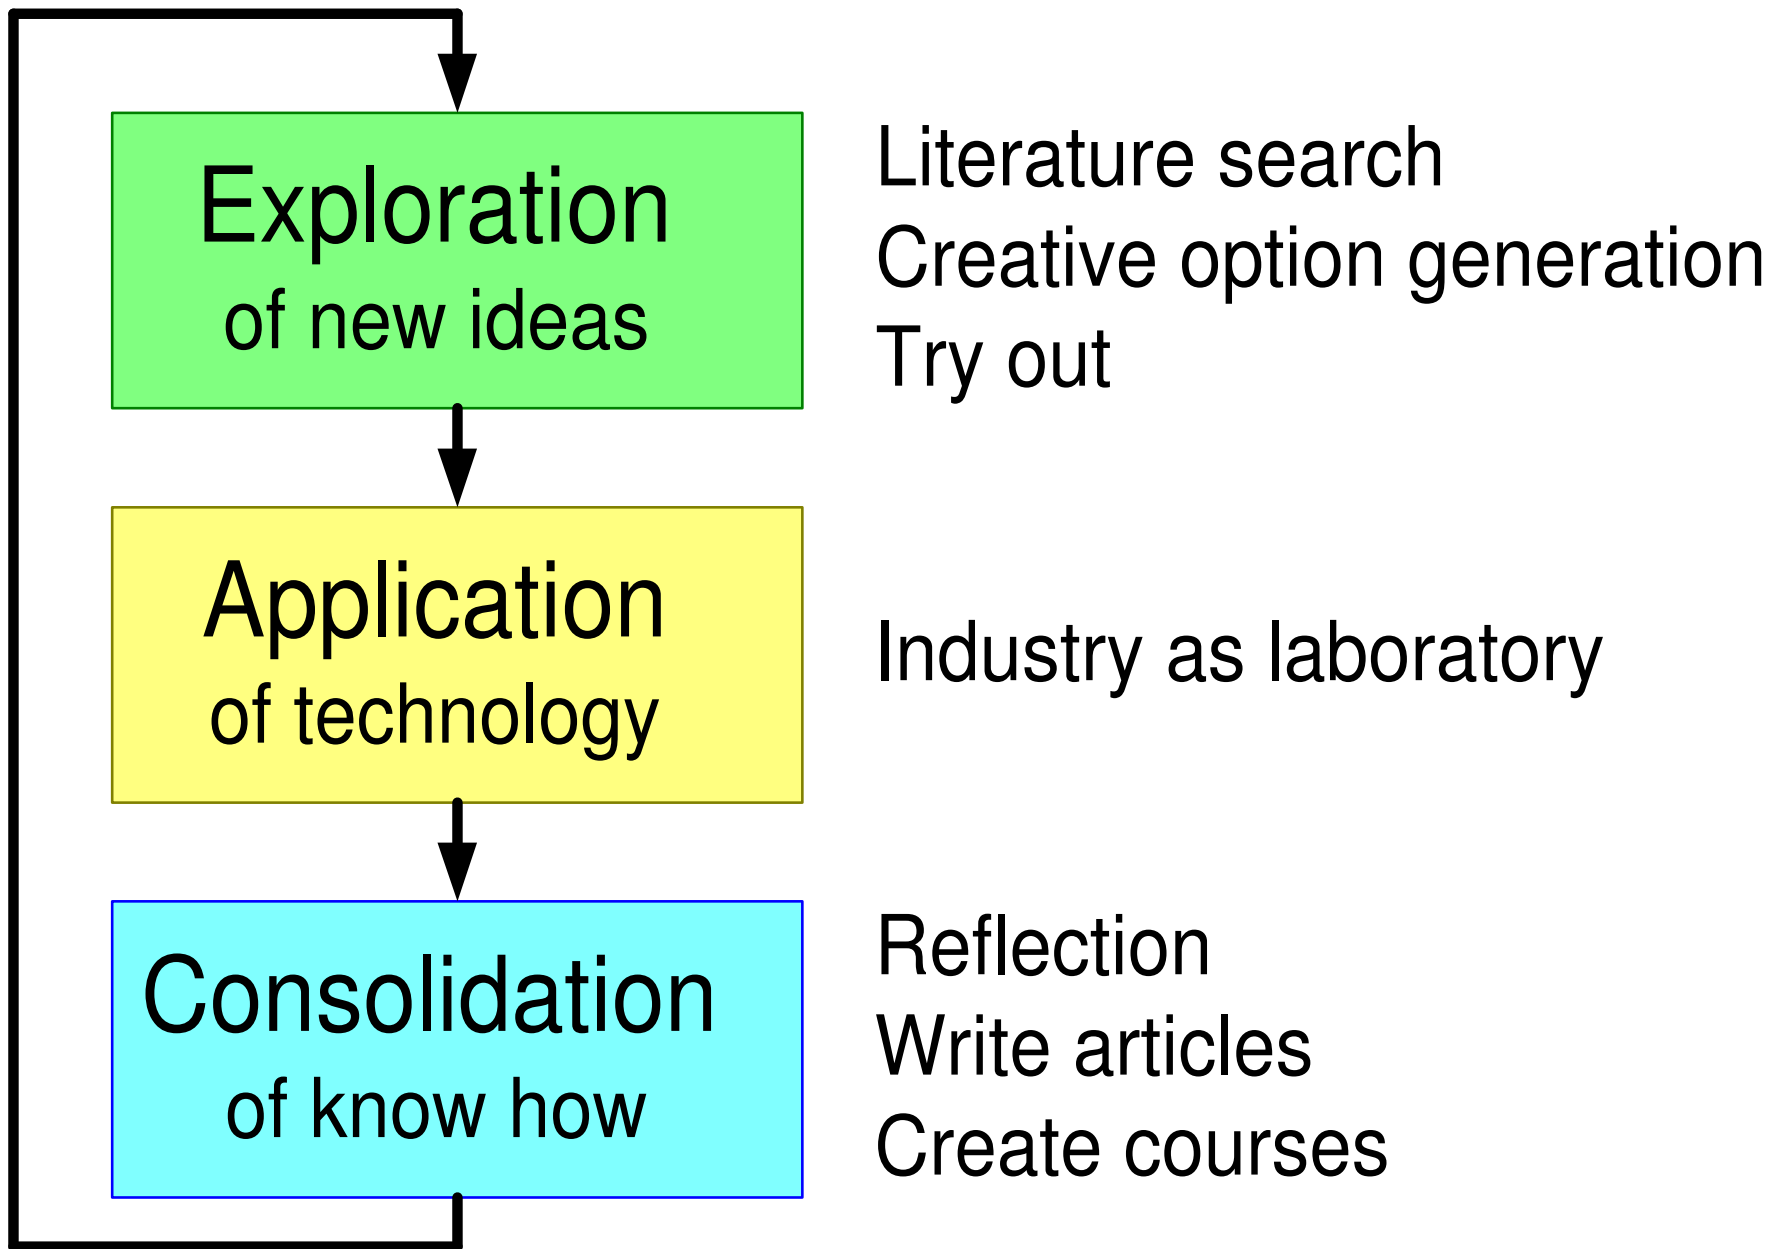 Exploration
of new ideas
Literature search
Creative option generation
Try out
Application
of technology
Industry as laboratory
Consolidation
of know how
Reflection
Write articles
Create courses